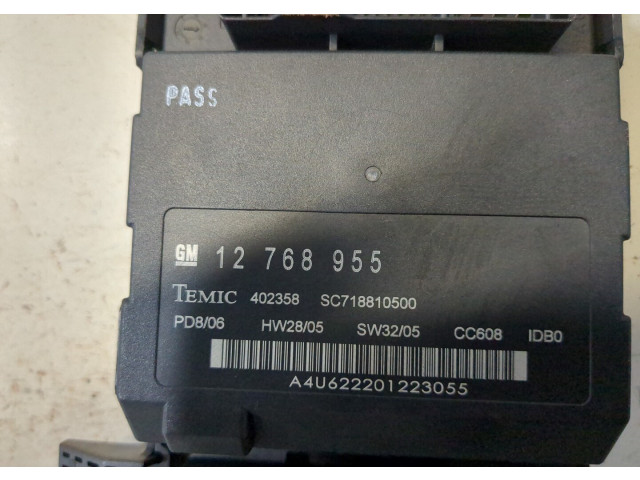 PASS
GM 12 768 955
TEMIC 402358 SC718810500
PD8/06 HW28/05 SW32/05 CC608 IDB0
A4U622201223055